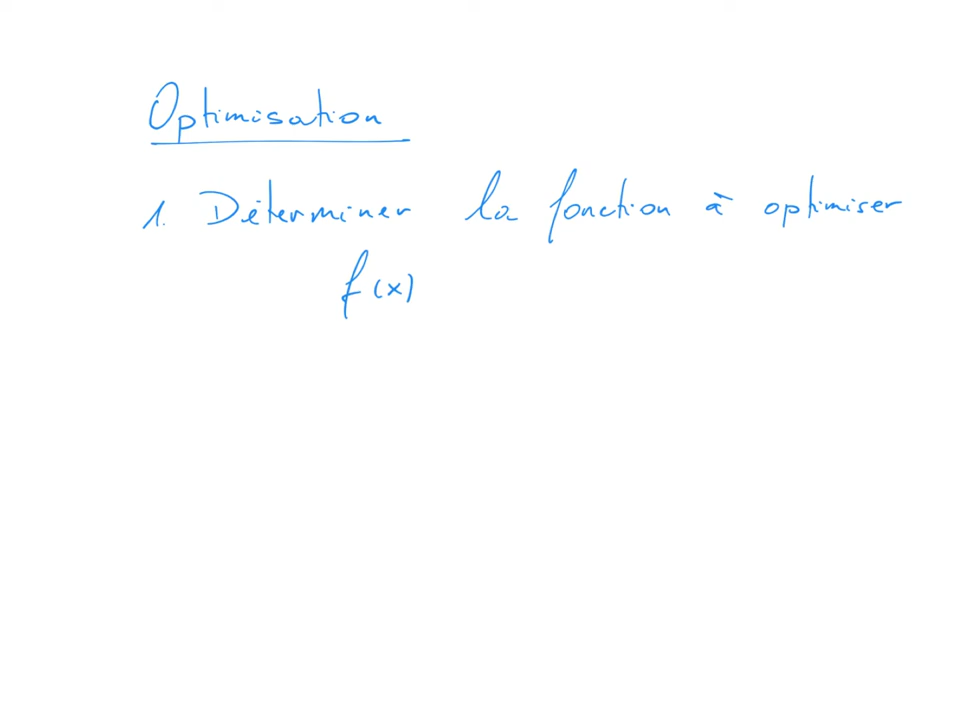 Optimisation
1. Déterminer la fonction à optimiser
f(x)